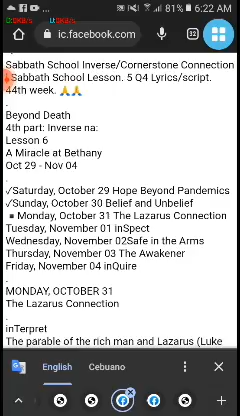 D:0KB/s U:0KB/s
81% 6:22 AM
ic.facebook.com
32
Sabbath School Inverse/Cornerstone Connection
Sabbath School Lesson. 5 Q4 Lyrics/script.
44th week. 🙏🙏
.
Beyond Death
4th part: Inverse na:
Lesson 6
A Miracle at Bethany
Oct 29 - Nov 04
.
✓Saturday, October 29 Hope Beyond Pandemics
✓Sunday, October 30 Belief and Unbelief
▪Monday, October 31 The Lazarus Connection
Tuesday, November 01 inSpect
Wednesday, November 02Safe in the Arms
Thursday, November 03 The Awakener
Friday, November 04 inQuire
.
MONDAY, OCTOBER 31
The Lazarus Connection
.
inTerpret
The parable of the rich man and Lazarus (Luke
English Cebuano